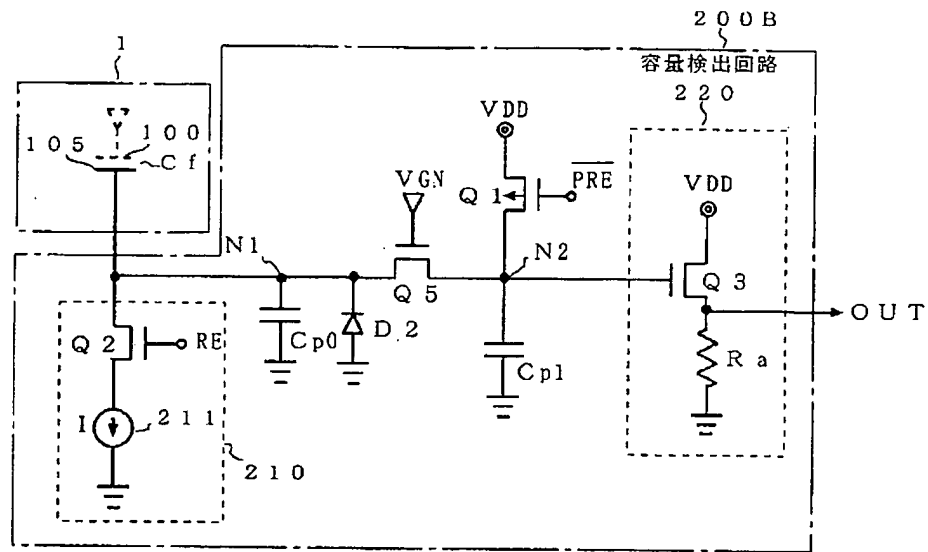 200B
容量検出回路
220
1
100
105
Cf
VDD
PRE
Q1
VGN
VDD
N1
N2
Q5
Q3
OUT
Q2
RE
Cp0
D2
Cp1
Ra
I
211
210